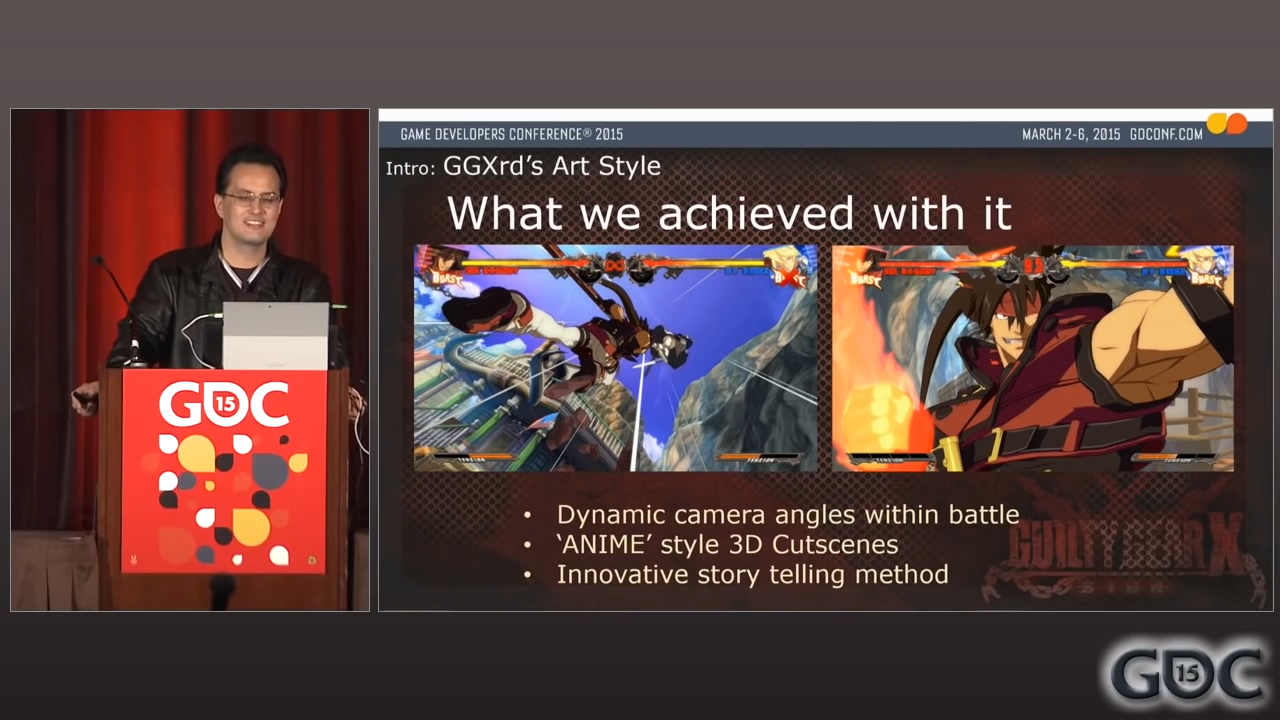 GAME DEVELOPERS CONFERENCE® 2015
MARCH 2-6, 2015 GDCONF.COM
Intro: GGXrd's Art Style
What we achieved with it
BURST
BURST
TENSION
TENSION
BURST
93
BURST
TENSION
TENSION
• Dynamic camera angles within battle
• ‘ANIME’ style 3D Cutscenes
• Innovative story telling method
GUILTY GEAR X
GDC
15
GDC
15